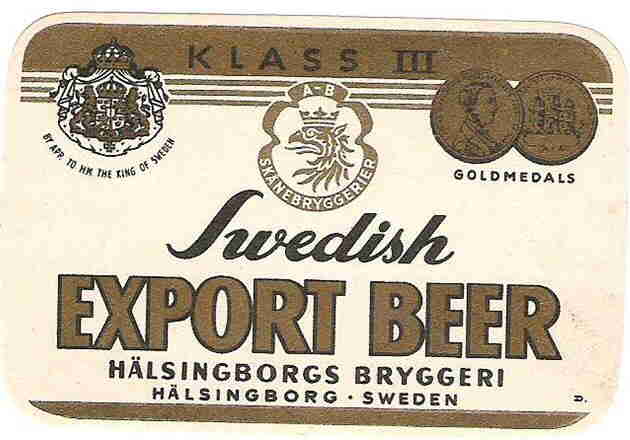 KLASS III
A-B
SKÅNEBRYGGERIER
BY APP. TO HM THE KING OF SWEDEN
GOLDMEDALS
Swedish
EXPORT BEER
HÄLSINGBORGS BRYGGERI
HÄLSINGBORG · SWEDEN
D.